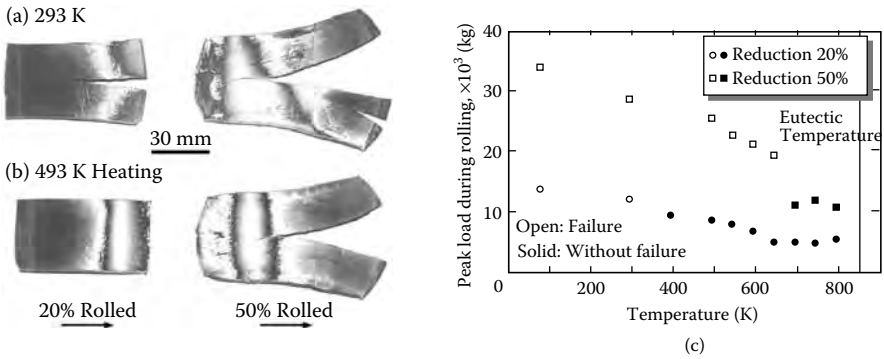 (a) 293 K
30 mm
(b) 493 K Heating
20% Rolled
50% Rolled
Peak load during rolling, ×10³ (kg)
40
30
20
10
0
Reduction 20%
Reduction 50%
Eutectic
Temperature
Open: Failure
Solid: Without failure
200
400
600
800
Temperature (K)
(c)